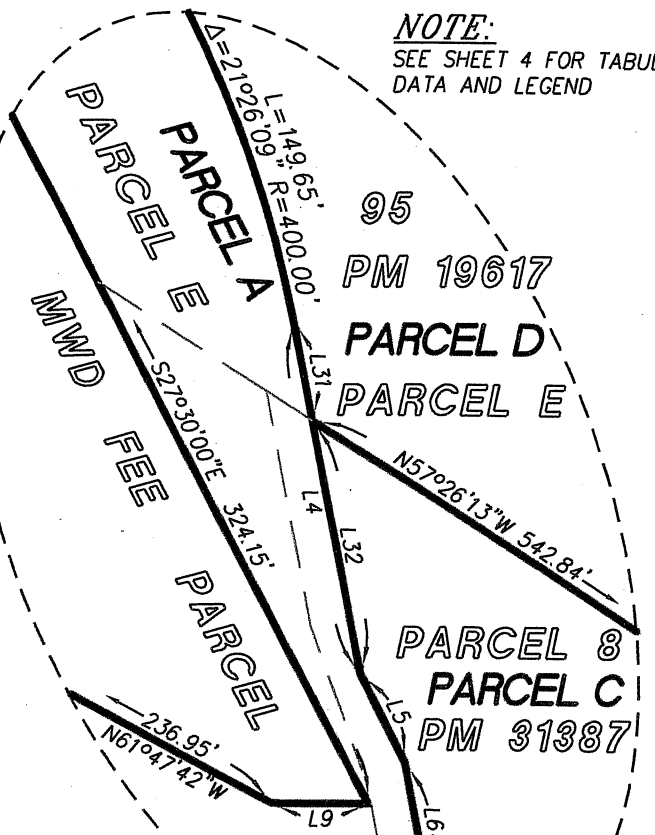 NOTE:
SEE SHEET 4 FOR TABUL
DATA AND LEGEND
Δ=21°26'09" R=400.00'
L=149.65'
PARCEL A
PARCEL E
95
PM 19617
PARCEL D
PARCEL E
MWD FEE PARCEL
S27°30'00"E 324.15'
L31
L4
L32
N57°26'13"W 542.84'
PARCEL 8
PARCEL C
PM 31387
L5
236.95'
N61°47'42"W
L9
L6